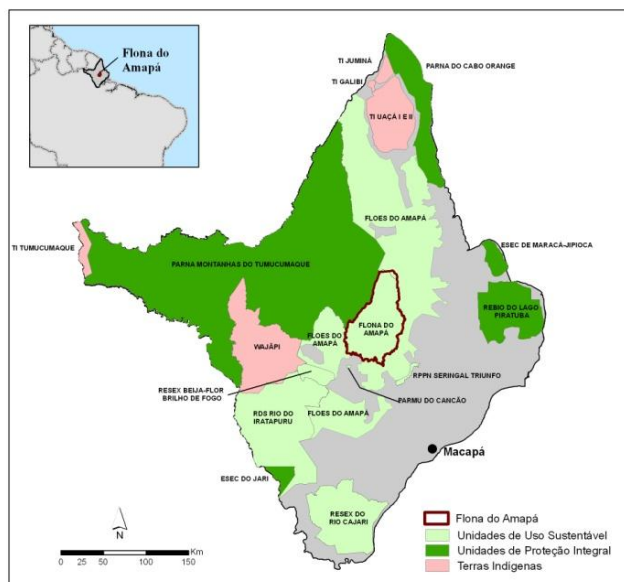 Flona do
Amapá
TI JUMINÁ
PARNA DO CABO ORANGE
TI GALIBI
TI UAÇÁ I E II
FLOES DO AMAPÁ
TI TUMUCUMAQUE
ESEC DE MARACÁ-JIPIOCA
PARNA MONTANHAS DO TUMUCUMAQUE
REBIO DO LAGO
PIRATUBA
FLONA DO
AMAPÁ
WAJÃPI
FLOES DO
AMAPÁ
RPPN SERINGAL TRIUNFO
RESEX BEIJA-FLOR
BRILHO DE FOGO
PARMU DO CANCÃO
RDS RIO DO
IRATAPURU
FLOES DO AMAPÁ
Macapá
ESEC DO JARI
RESEX DO
RIO CAJARI
N
Km
0 50 100 150
Flona do Amapá
Unidades de Uso Sustentável
Unidades de Proteção Integral
Terras Indígenas